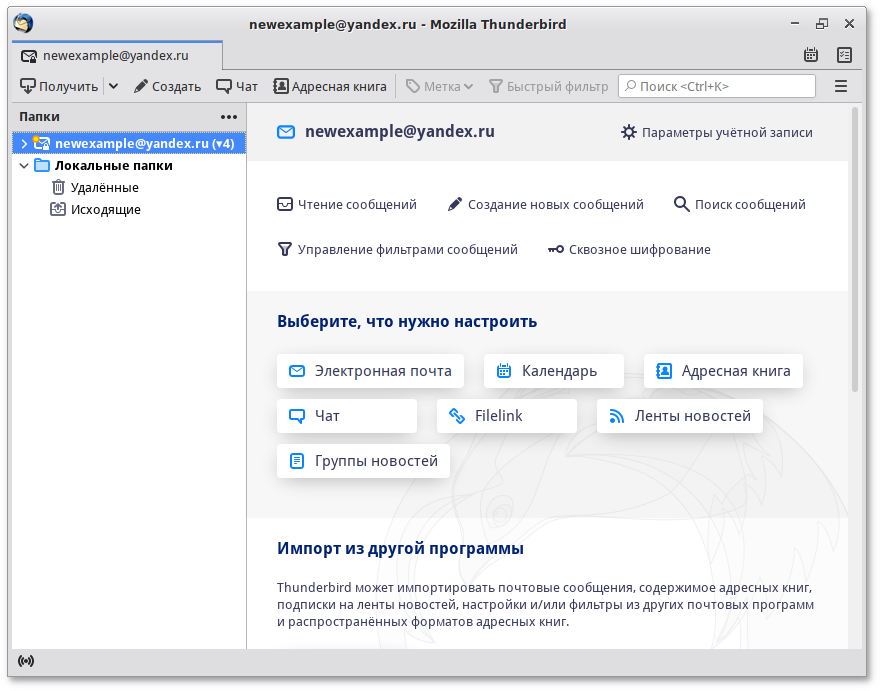 newexample@yandex.ru - Mozilla Thunderbird
newexample@yandex.ru
Получить Создать Чат Адресная книга Метка Быстрый фильтр Поиск <Ctrl+K>
Папки
newexample@yandex.ru (▾4)
Локальные папки
Удалённые
Исходящие
newexample@yandex.ru Параметры учётной записи
Чтение сообщений Создание новых сообщений Поиск сообщений
Управление фильтрами сообщений Сквозное шифрование
Выберите, что нужно настроить
Электронная почта Календарь Адресная книга
Чат Filelink Ленты новостей
Группы новостей
Импорт из другой программы
Thunderbird может импортировать почтовые сообщения, содержимое адресных книг,
подписки на ленты новостей, настройки и/или фильтры из других почтовых программ
и распространённых форматов адресных книг.